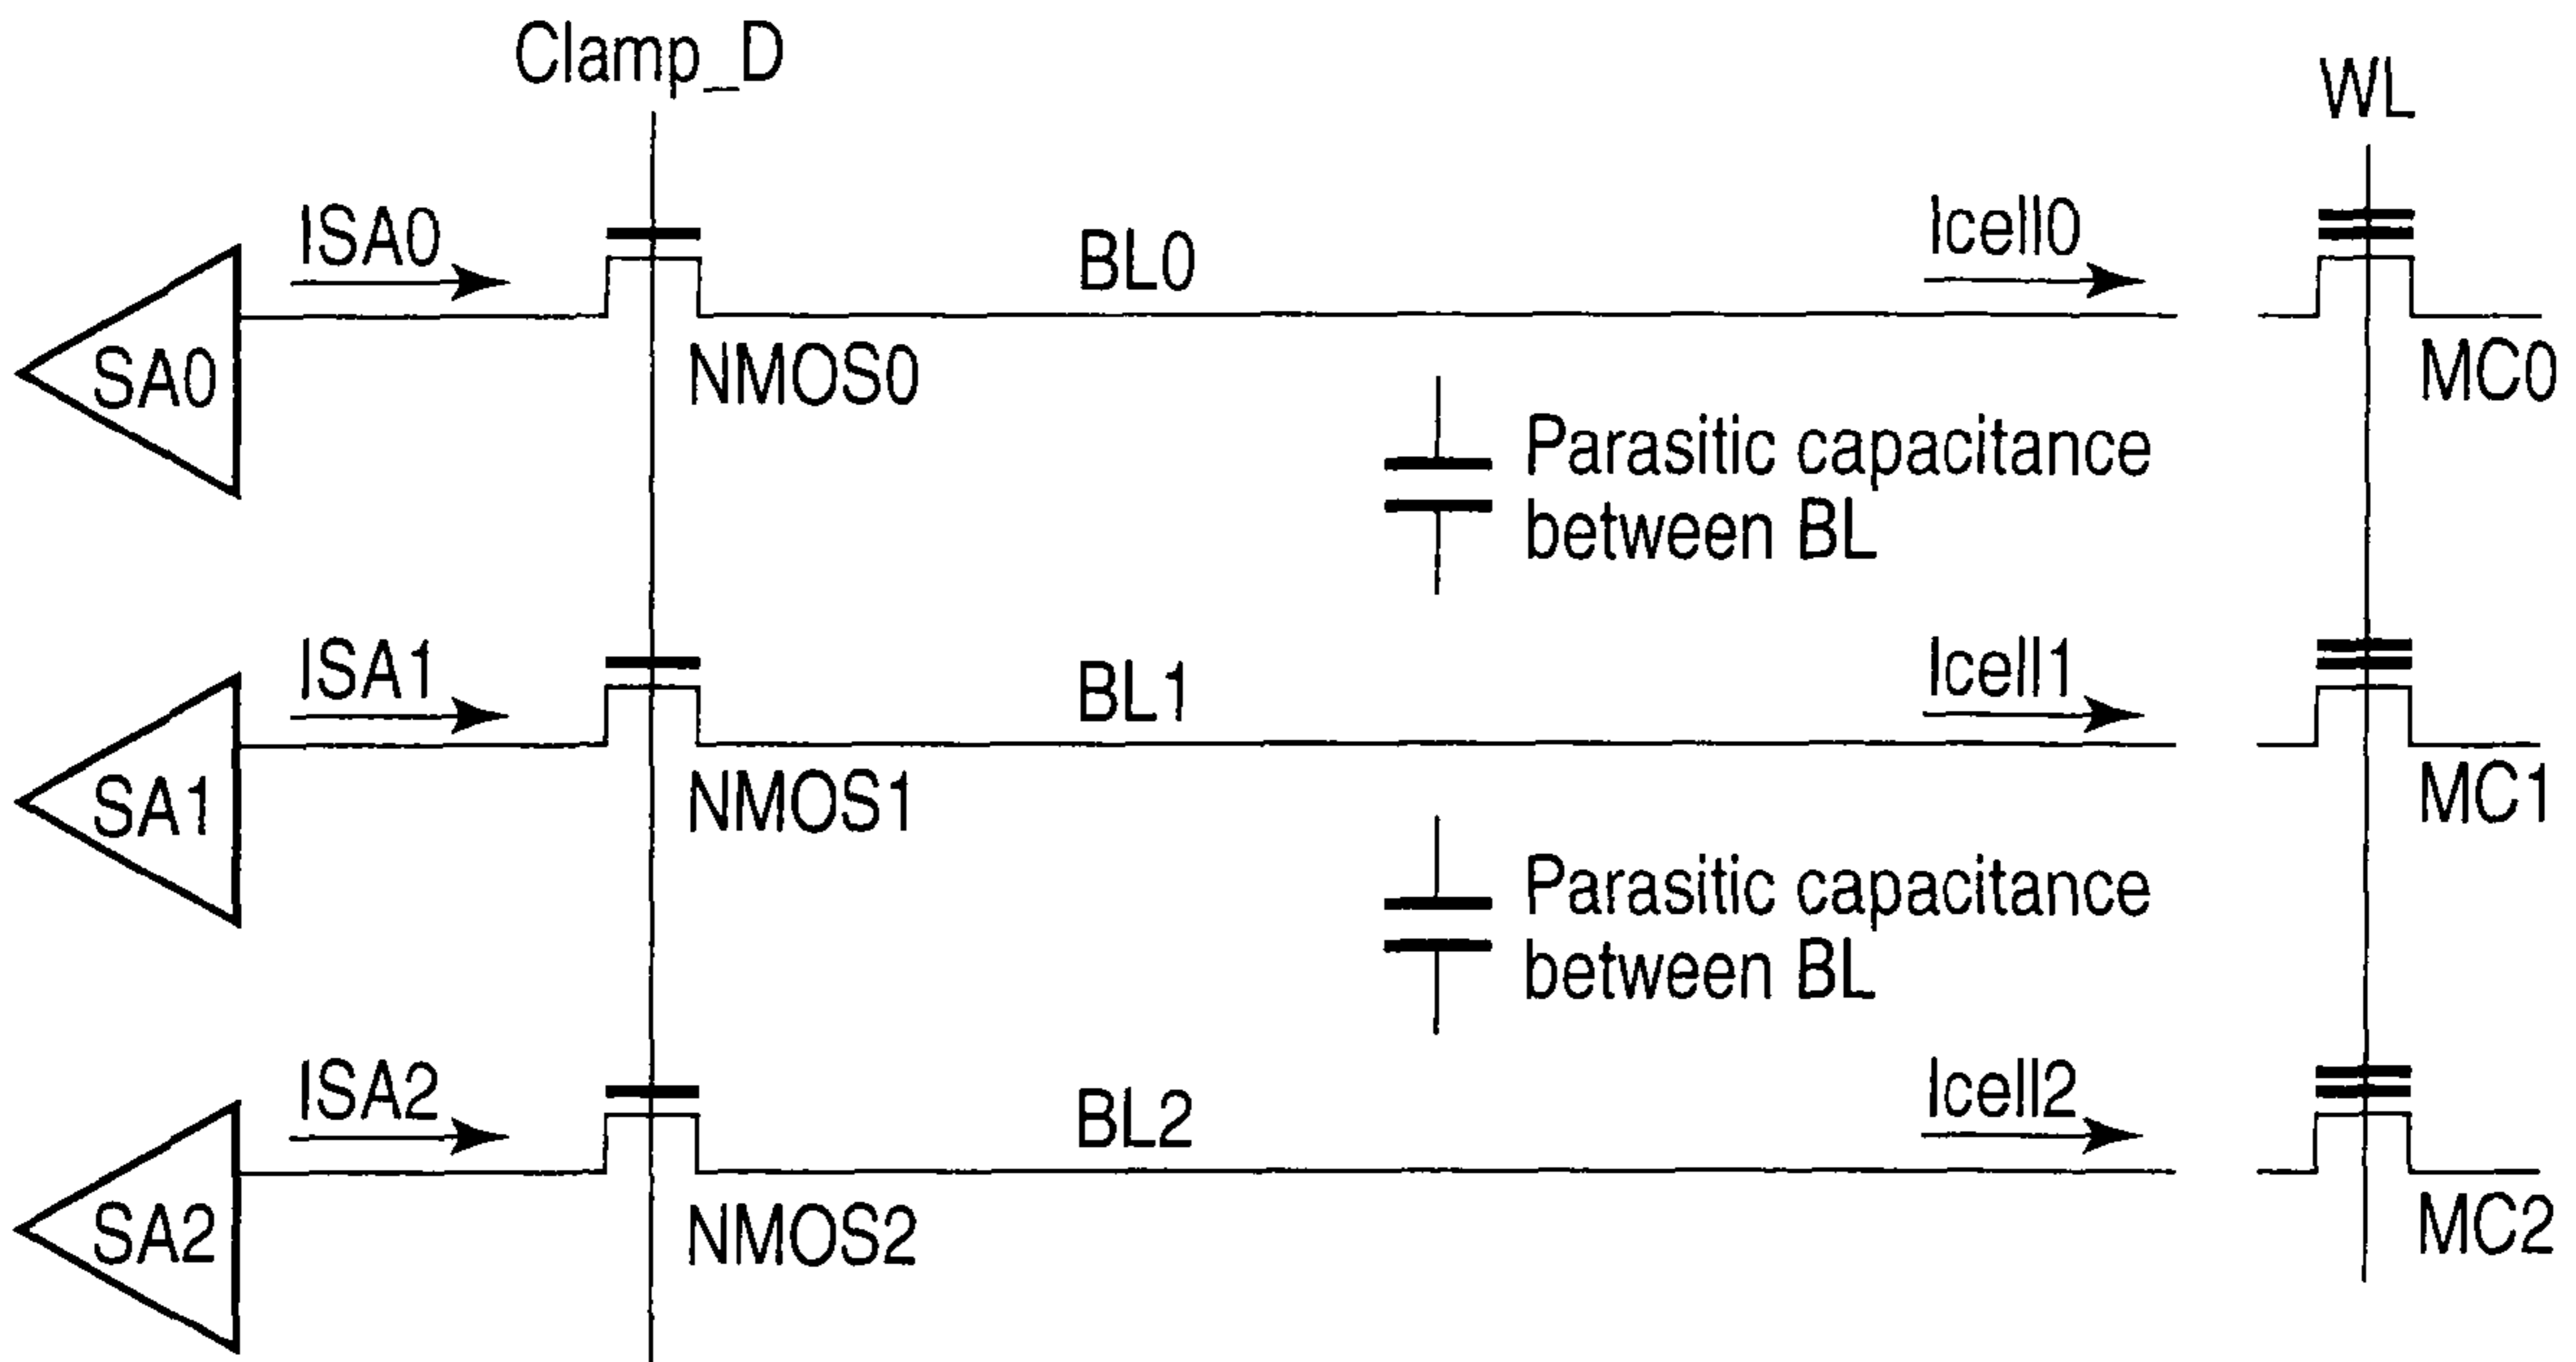 Clamp_D
WL
ISA0
BL0
Icell0
SA0
NMOS0
MC0
Parasitic capacitance
between BL
ISA1
BL1
Icell1
SA1
NMOS1
MC1
Parasitic capacitance
between BL
ISA2
BL2
Icell2
SA2
NMOS2
MC2